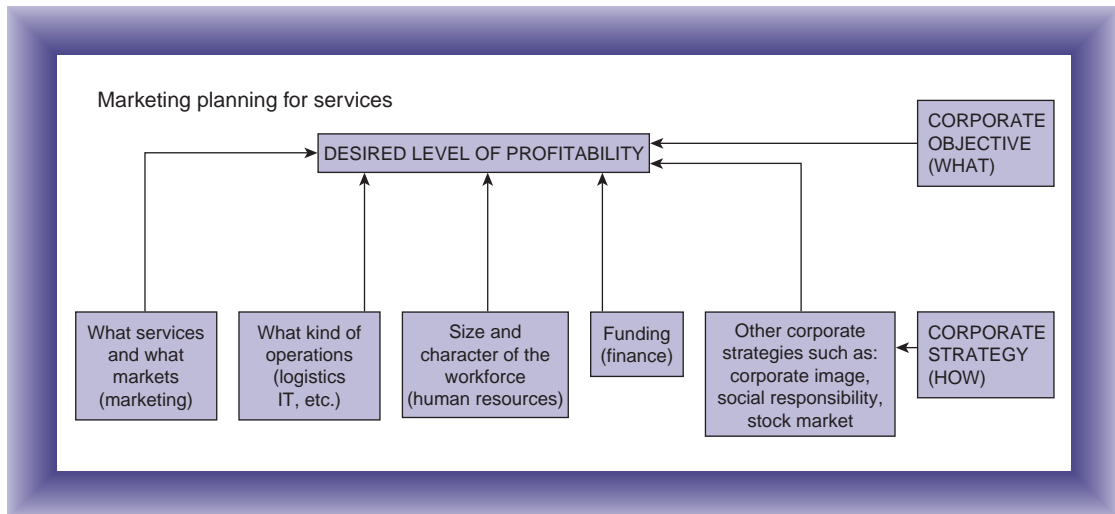 Marketing planning for services
DESIRED LEVEL OF PROFITABILITY
CORPORATE
OBJECTIVE
(WHAT)
What services
and what
markets
(marketing)
What kind of
operations
(logistics
IT, etc.)
Size and
character of the
workforce
(human resources)
Funding
(finance)
Other corporate
strategies such as:
corporate image,
social responsibility,
stock market
CORPORATE
STRATEGY
(HOW)